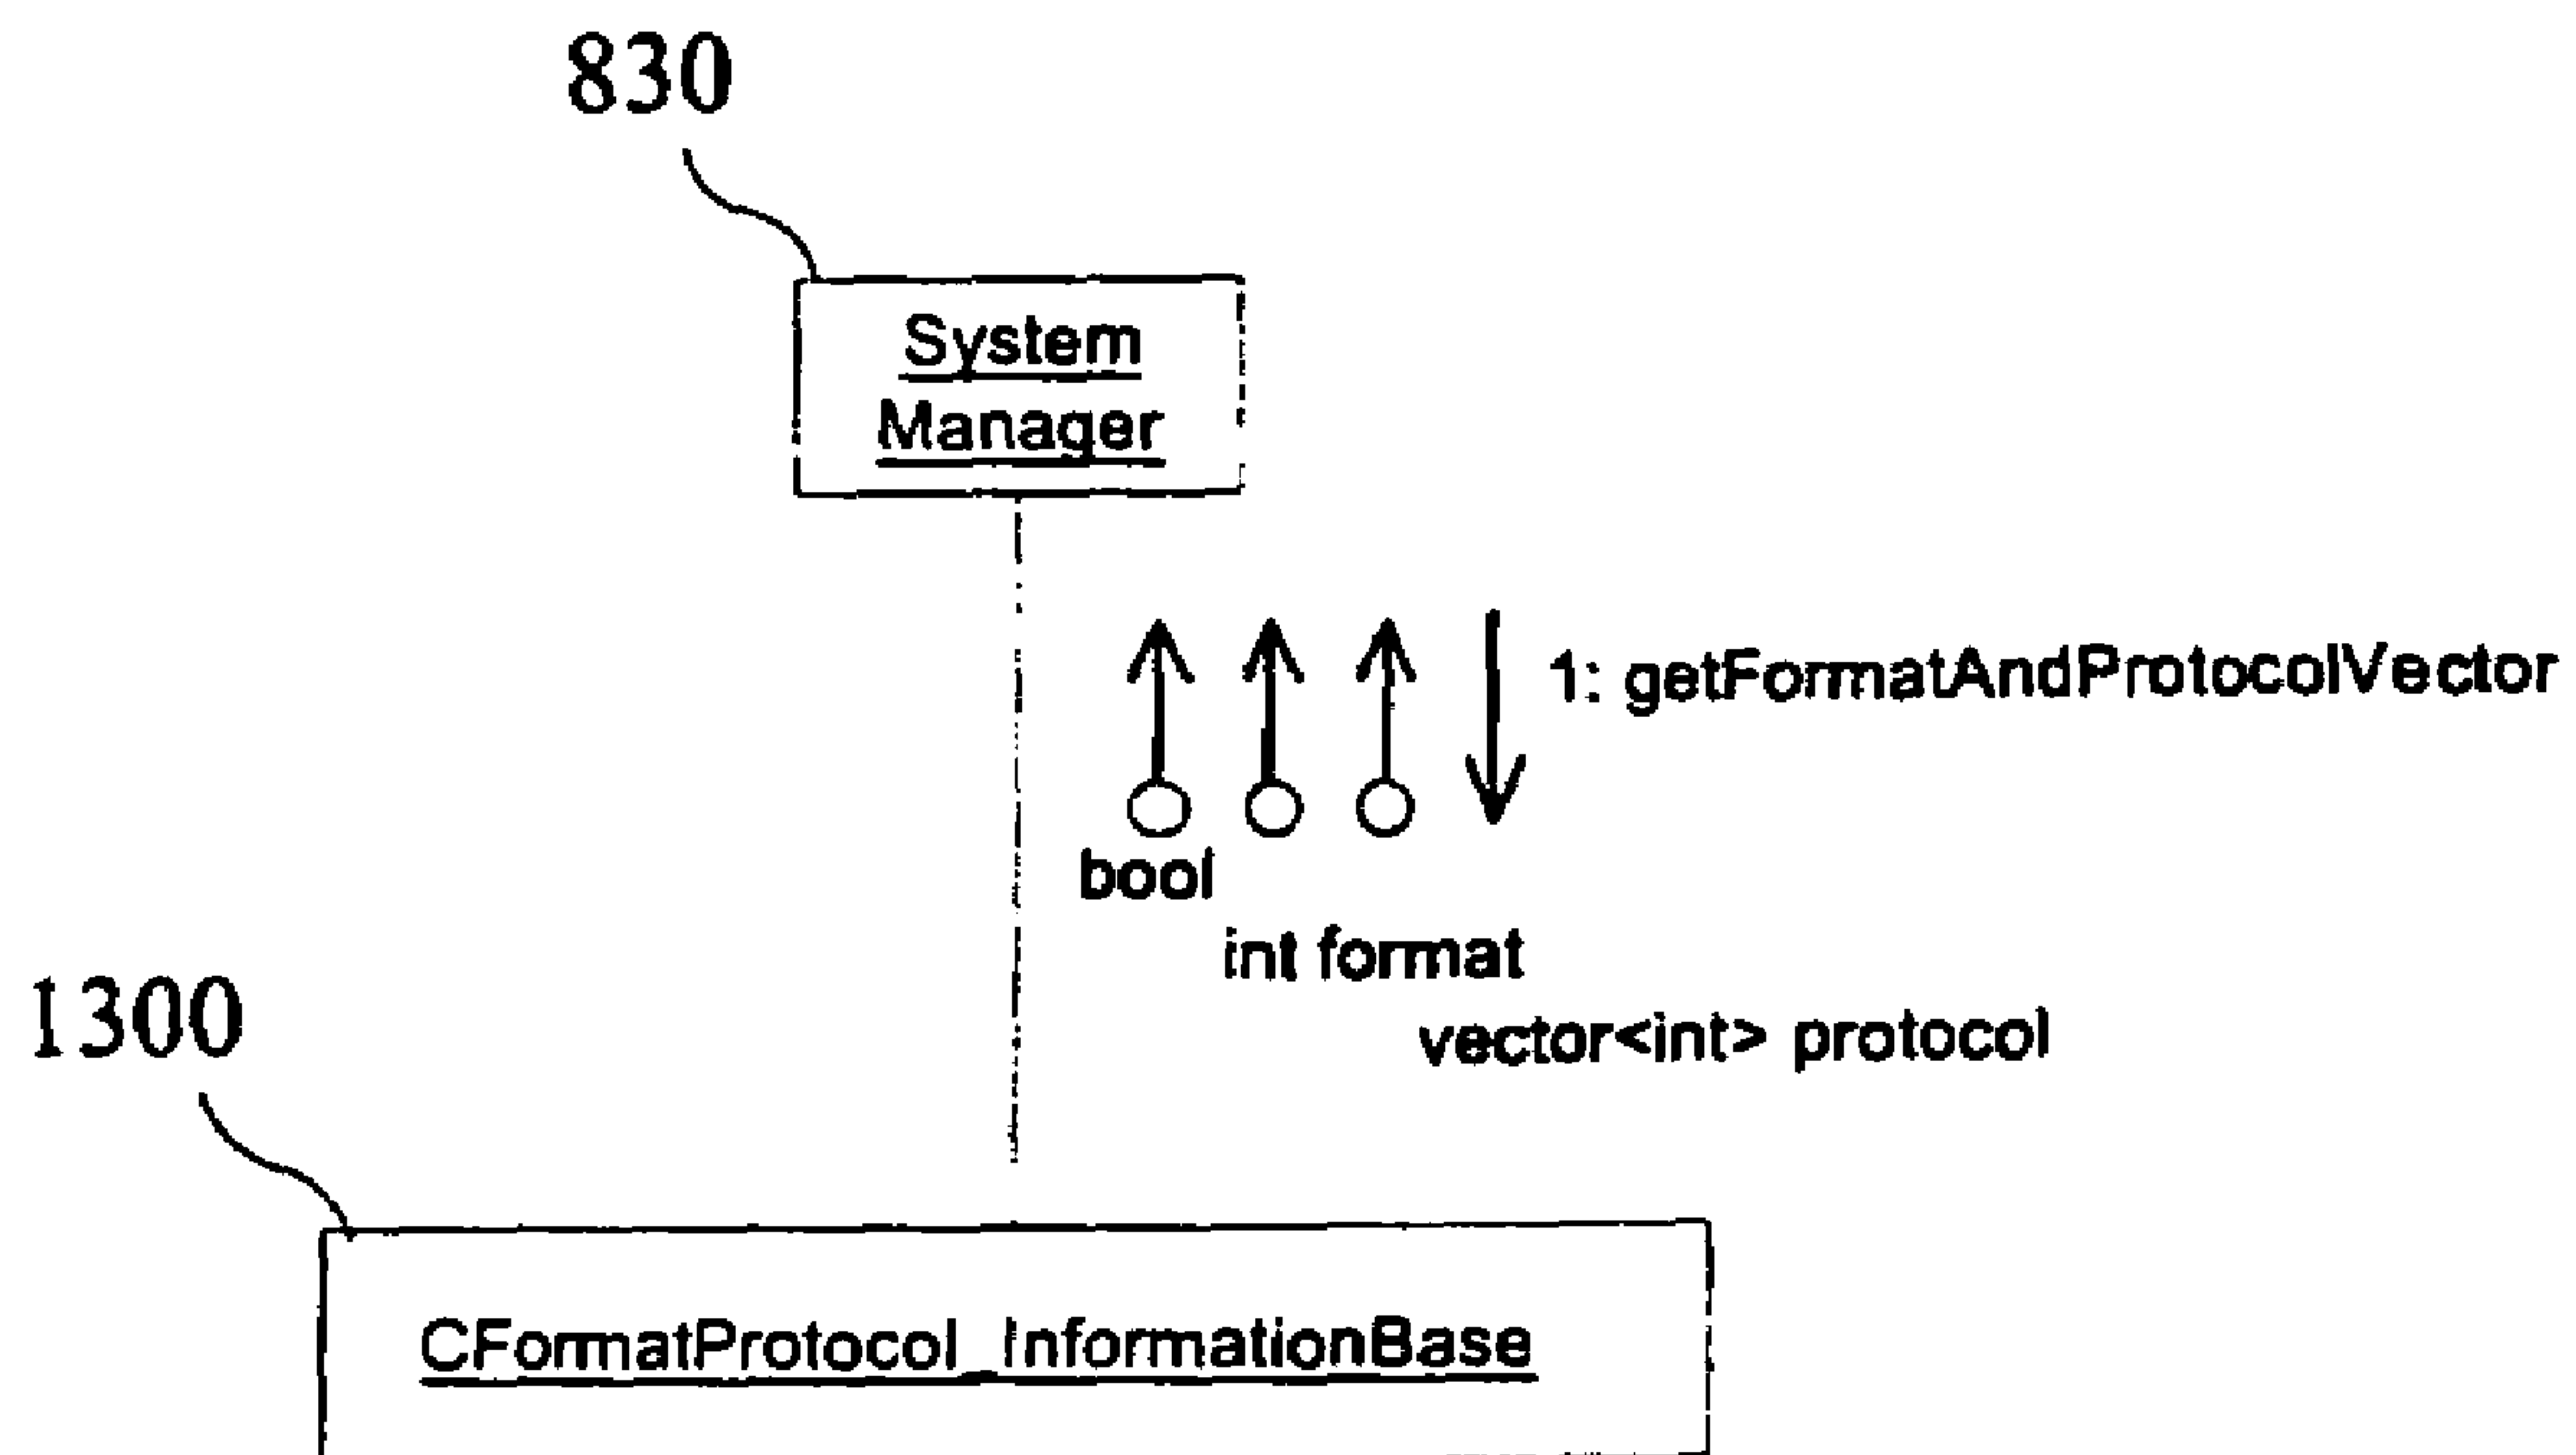 830
System
Manager
1: getFormatAndProtocolVector
bool
int format
vector<int> protocol
1300
CFormatProtocol_InformationBase